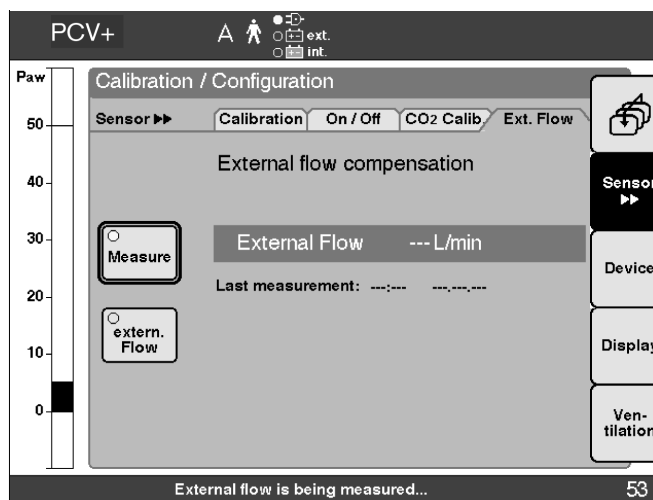 PCV+
A
ext.
int.
Paw
50
40
30
20
10
0
Calibration / Configuration
Sensor ▶▶
Calibration
On / Off
CO2 Calib.
Ext. Flow
External flow compensation
Measure
External Flow --- L/min
Last measurement: ---:--- ---.---.---
extern.
Flow
Sensor
▶▶
Device
Display
Ven-
tilation
External flow is being measured...
53